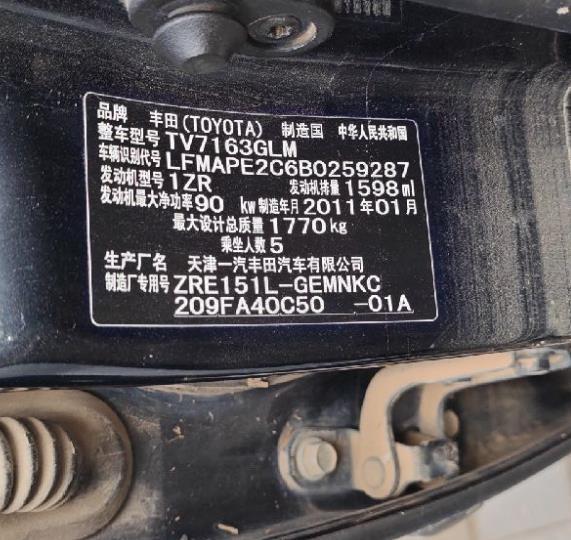 品牌 丰田(TOYOTA) 制造国 中华人民共和国
整车型号 TV7163GLM
车辆识别代号 LFMAPE2C6B0259287
发动机型号 1ZR 发动机排量 1598ml
发动机最大净功率90 kw 制造年月 2011年01月
最大设计总质量 1770kg
乘坐人数 5
生产厂名 天津一汽丰田汽车有限公司
制造厂专用号 ZRE151L-GEMNKC
209FA40C50 -01A